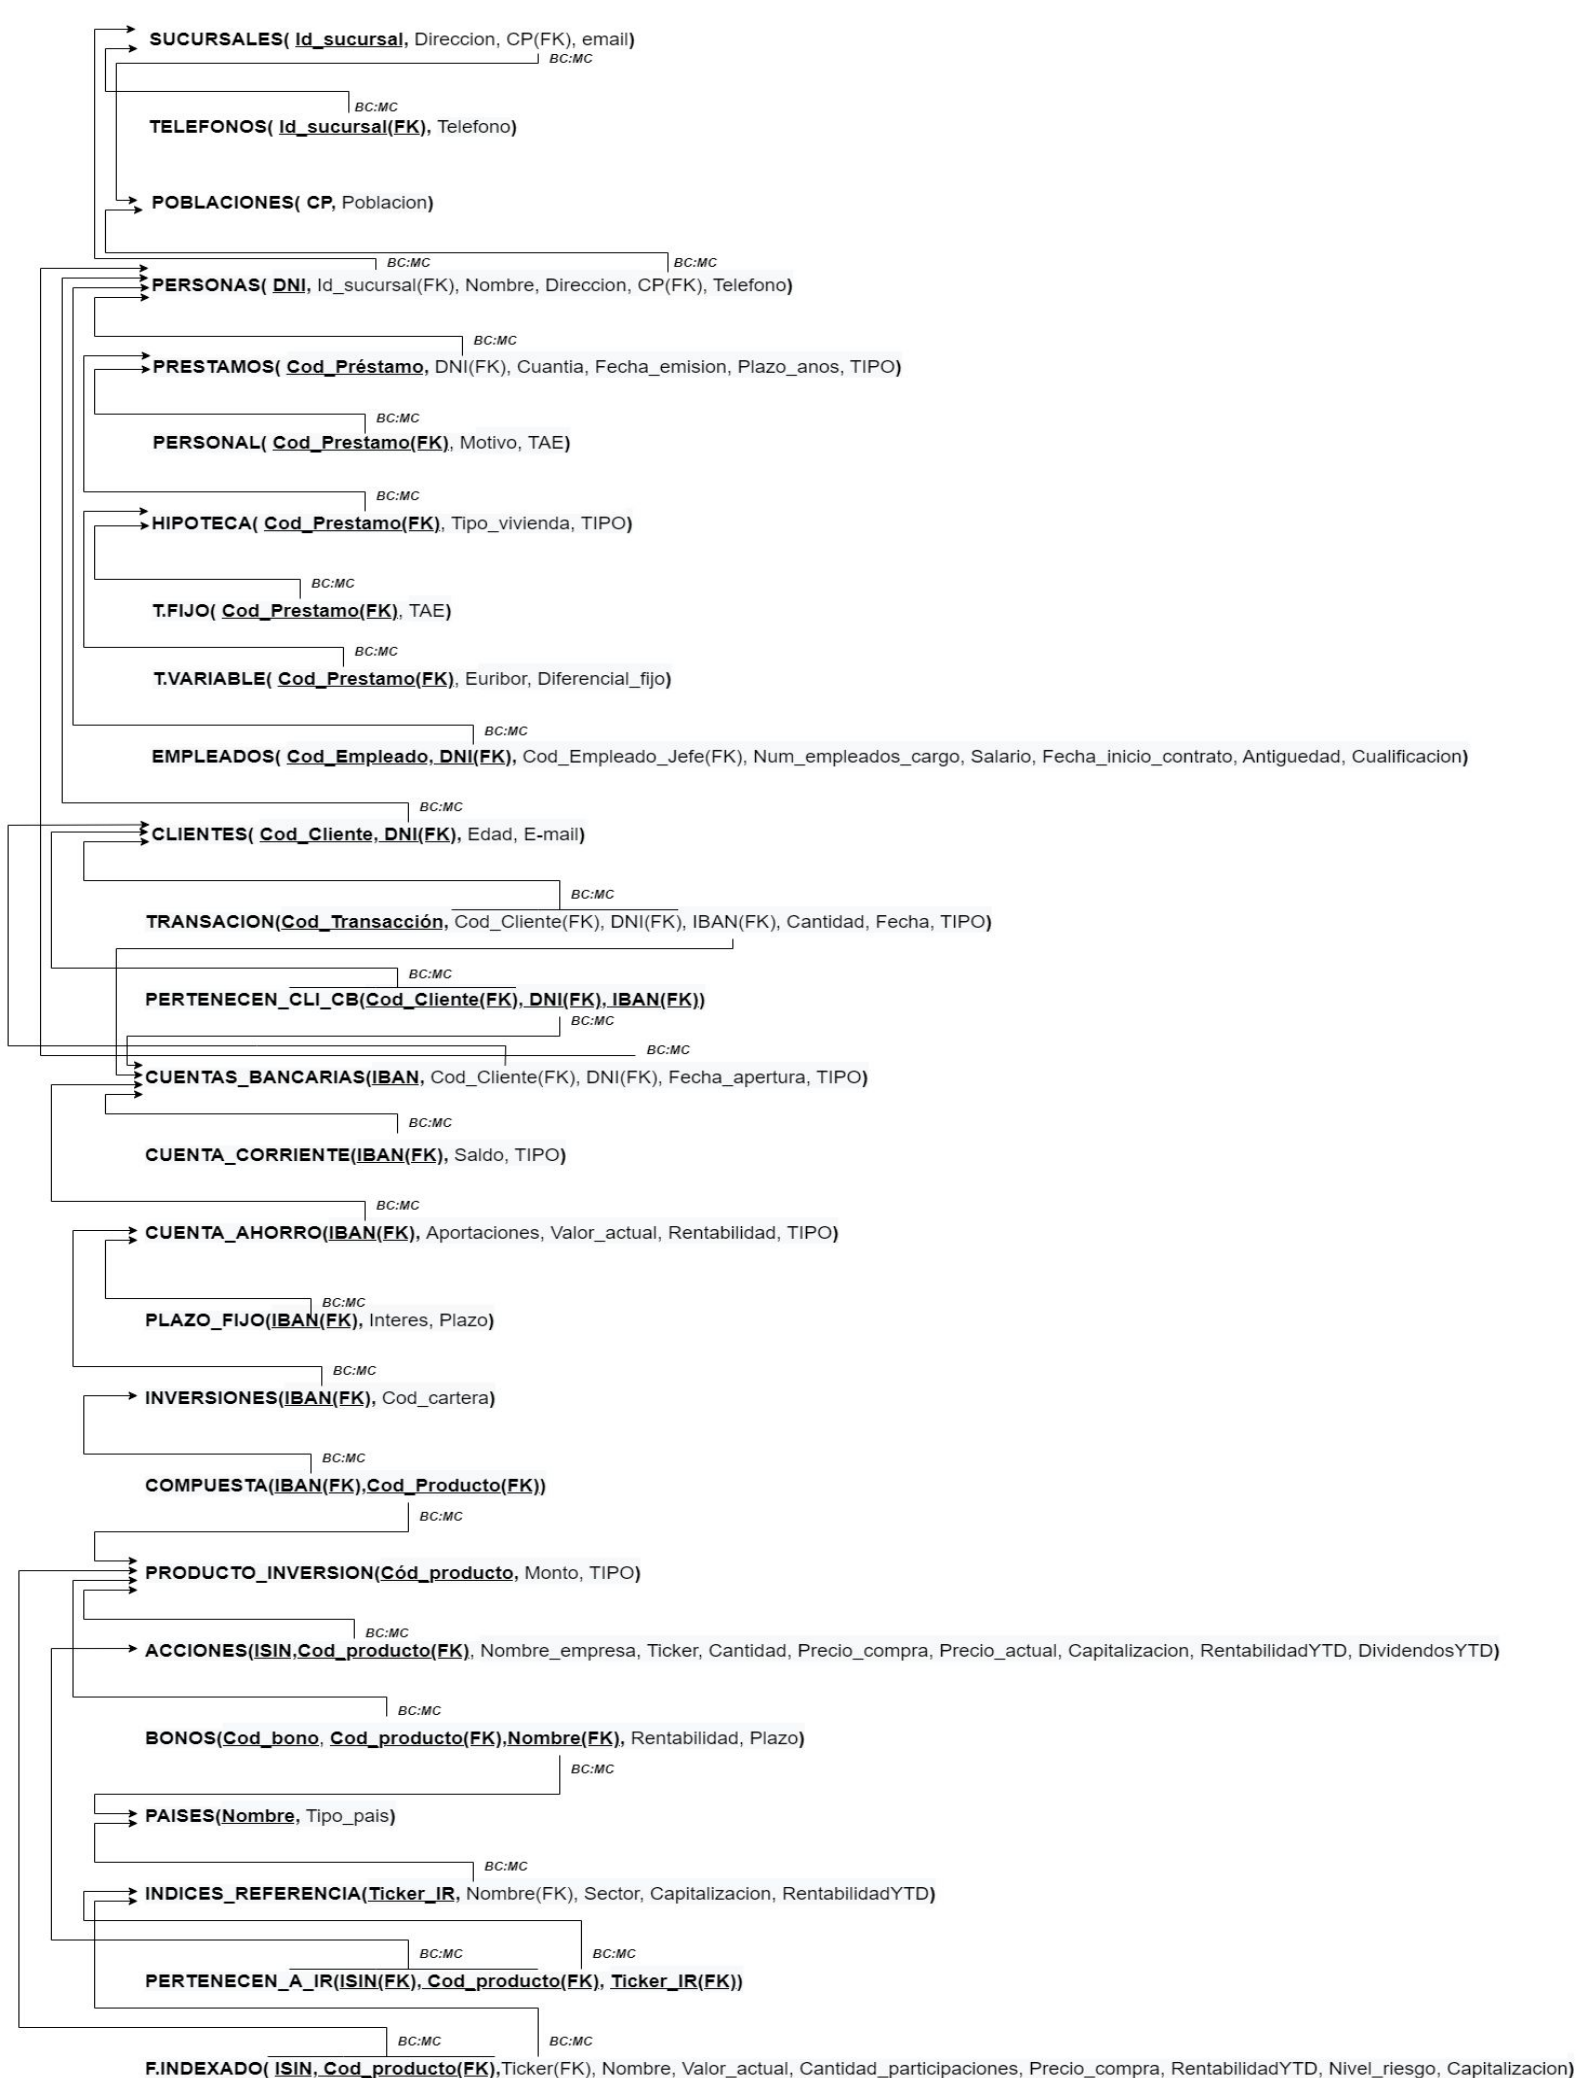 SUCURSALES( Id_sucursal, Direccion, CP(FK), email)
BC:MC
BC:MC
TELEFONOS( Id_sucursal(FK), Telefono)
POBLACIONES( CP, Poblacion)
BC:MC BC:MC
PERSONAS( DNI, Id_sucursal(FK), Nombre, Direccion, CP(FK), Telefono)
BC:MC
PRESTAMOS( Cod_Préstamo, DNI(FK), Cuantia, Fecha_emision, Plazo_anos, TIPO)
BC:MC
PERSONAL( Cod_Prestamo(FK), Motivo, TAE)
BC:MC
HIPOTECA( Cod_Prestamo(FK), Tipo_vivienda, TIPO)
BC:MC
T.FIJO( Cod_Prestamo(FK), TAE)
BC:MC
T.VARIABLE( Cod_Prestamo(FK), Euribor, Diferencial_fijo)
BC:MC
EMPLEADOS( Cod_Empleado, DNI(FK), Cod_Empleado_Jefe(FK), Num_empleados_cargo, Salario, Fecha_inicio_contrato, Antiguedad, Cualificacion)
BC:MC
CLIENTES( Cod_Cliente, DNI(FK), Edad, E-mail)
BC:MC
TRANSACION(Cod_Transacción, Cod_Cliente(FK), DNI(FK), IBAN(FK), Cantidad, Fecha, TIPO)
BC:MC
PERTENECEN_CLI_CB(Cod_Cliente(FK), DNI(FK), IBAN(FK))
BC:MC
BC:MC
CUENTAS_BANCARIAS(IBAN, Cod_Cliente(FK), DNI(FK), Fecha_apertura, TIPO)
BC:MC
CUENTA_CORRIENTE(IBAN(FK), Saldo, TIPO)
BC:MC
CUENTA_AHORRO(IBAN(FK), Aportaciones, Valor_actual, Rentabilidad, TIPO)
BC:MC
PLAZO_FIJO(IBAN(FK), Interes, Plazo)
BC:MC
INVERSIONES(IBAN(FK), Cod_cartera)
BC:MC
COMPUESTA(IBAN(FK),Cod_Producto(FK))
BC:MC
PRODUCTO_INVERSION(Cód_producto, Monto, TIPO)
BC:MC
ACCIONES(ISIN,Cod_producto(FK), Nombre_empresa, Ticker, Cantidad, Precio_compra, Precio_actual, Capitalizacion, RentabilidadYTD, DividendosYTD)
BC:MC
BONOS(Cod_bono, Cod_producto(FK),Nombre(FK), Rentabilidad, Plazo)
BC:MC
PAISES(Nombre, Tipo_pais)
BC:MC
INDICES_REFERENCIA(Ticker_IR, Nombre(FK), Sector, Capitalizacion, RentabilidadYTD)
BC:MC BC:MC
PERTENECEN_A_IR(ISIN(FK), Cod_producto(FK), Ticker_IR(FK))
BC:MC BC:MC
F.INDEXADO( ISIN, Cod_producto(FK),Ticker(FK), Nombre, Valor_actual, Cantidad_participaciones, Precio_compra, RentabilidadYTD, Nivel_riesgo, Capitalizacion)